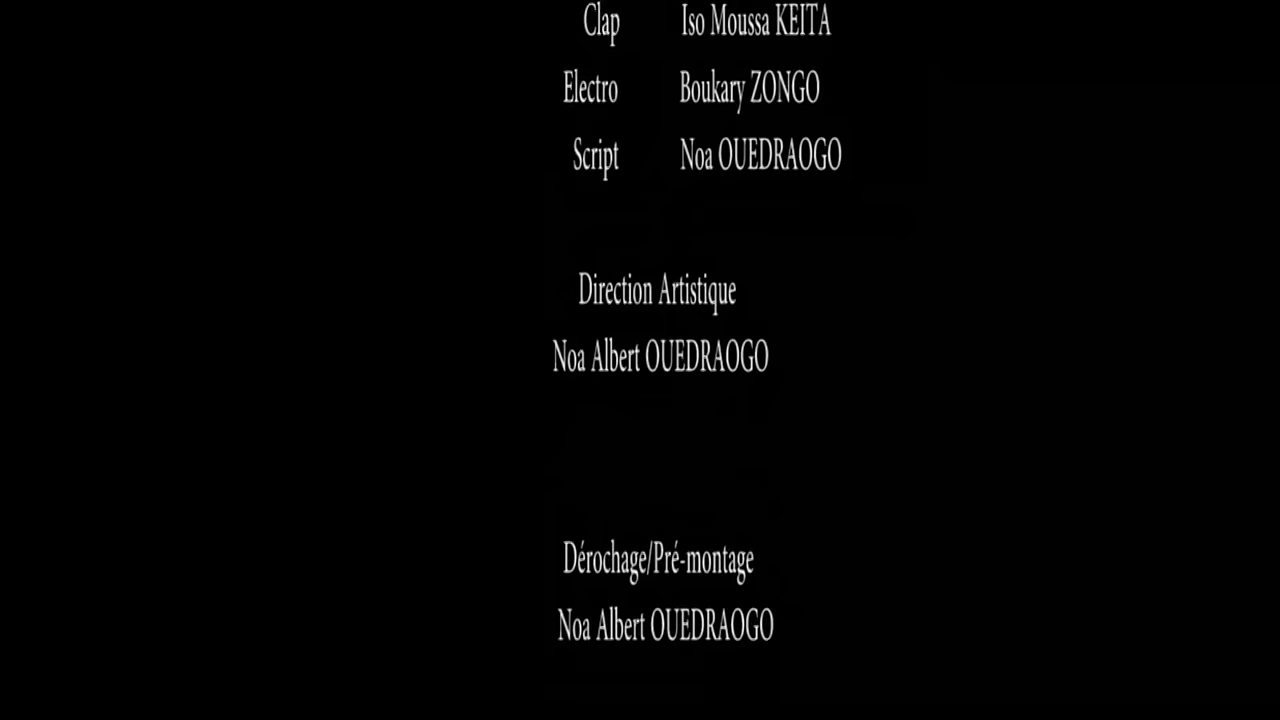 Clap Iso Moussa KEITA
Electro Boukary ZONGO
Script Noa OUEDRAOGO
Direction Artistique
Noa Albert OUEDRAOGO
Dérochage/Pré-montage
Noa Albert OUEDRAOGO